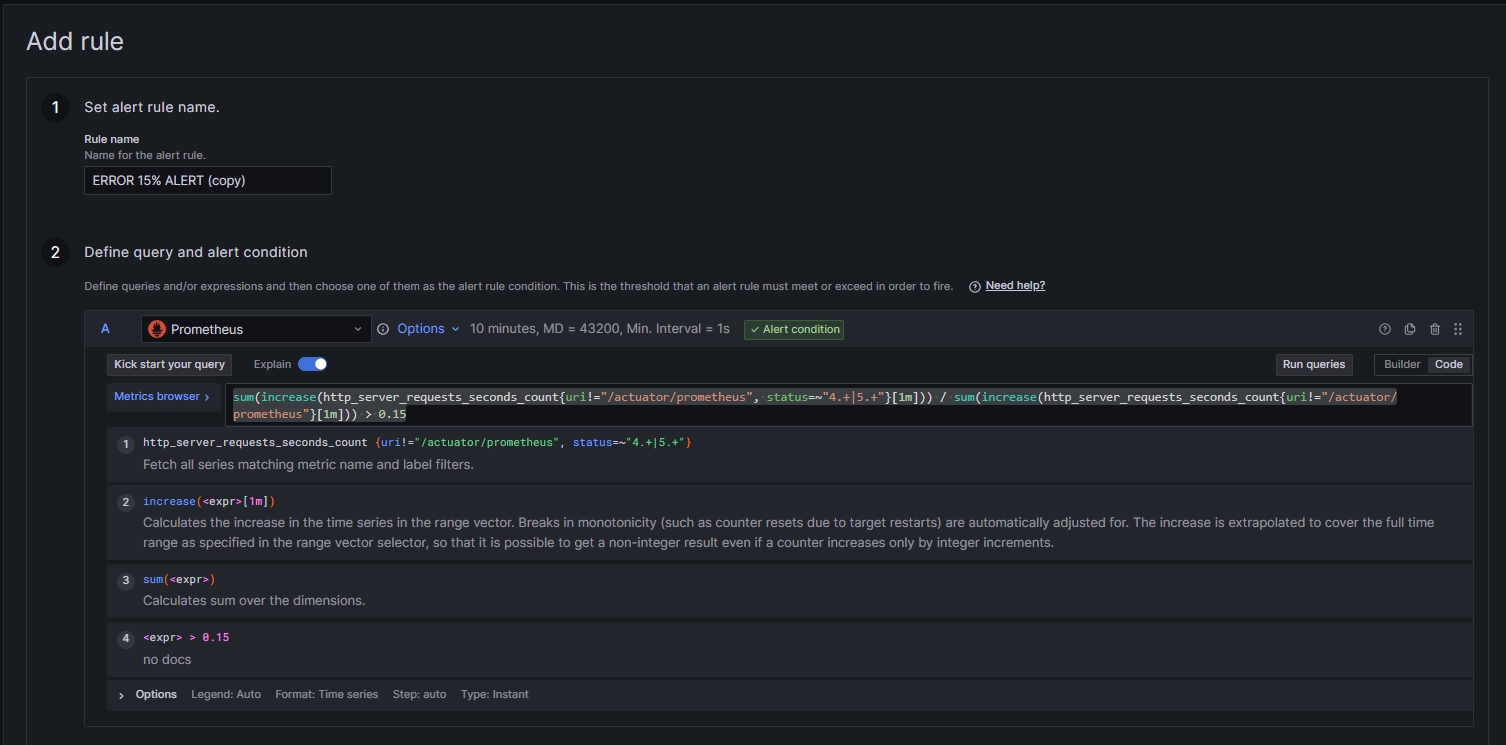 Add rule
1 Set alert rule name.
Rule name
Name for the alert rule.
ERROR 15% ALERT (copy)
2 Define query and alert condition
Define queries and/or expressions and then choose one of them as the alert rule condition. This is the threshold that an alert rule must meet or exceed in order to fire. Need help?
A Prometheus Options 10 minutes, MD = 43200, Min. Interval = 1s Alert condition
Kick start your query Explain Run queries Builder Code
Metrics browser > sum(increase(http_server_requests_seconds_count{uri!="/actuator/prometheus", status=~"4.+|5.+"}[1m])) / sum(increase(http_server_requests_seconds_count{uri!="/actuator/
prometheus"}[1m])) > 0.15
1 http_server_requests_seconds_count {uri!="/actuator/prometheus", status=~"4.+|5.+"}
Fetch all series matching metric name and label filters.
2 increase(<expr>[1m])
Calculates the increase in the time series in the range vector. Breaks in monotonicity (such as counter resets due to target restarts) are automatically adjusted for. The increase is extrapolated to cover the full time
range as specified in the range vector selector, so that it is possible to get a non-integer result even if a counter increases only by integer increments.
3 sum(<expr>)
Calculates sum over the dimensions.
4 <expr> > 0.15
no docs
> Options Legend: Auto Format: Time series Step: auto Type: Instant